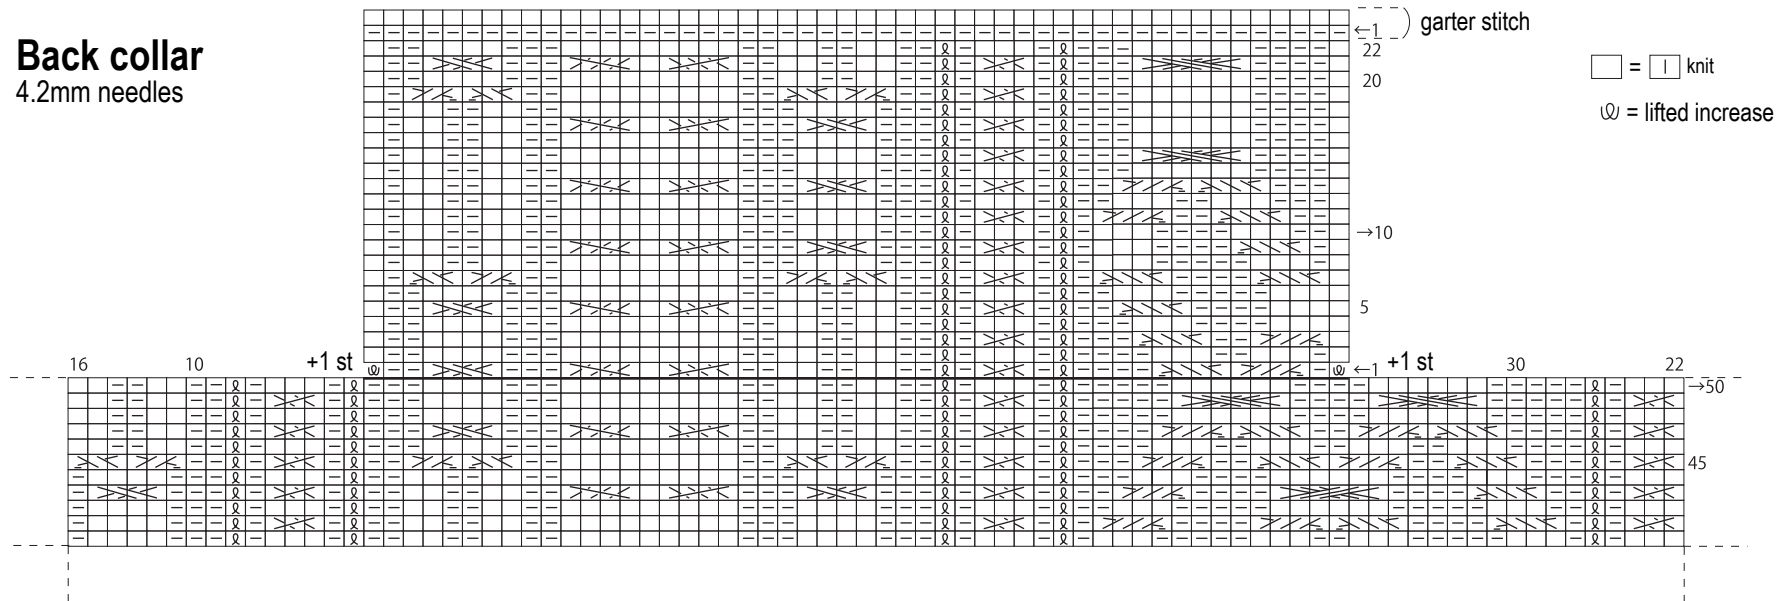 Back collar
4.2mm needles
←1
garter stitch
22
20
= knit
= lifted increase
→10
5
16
10
+1 st
←1
+1 st
30
22
→50
45